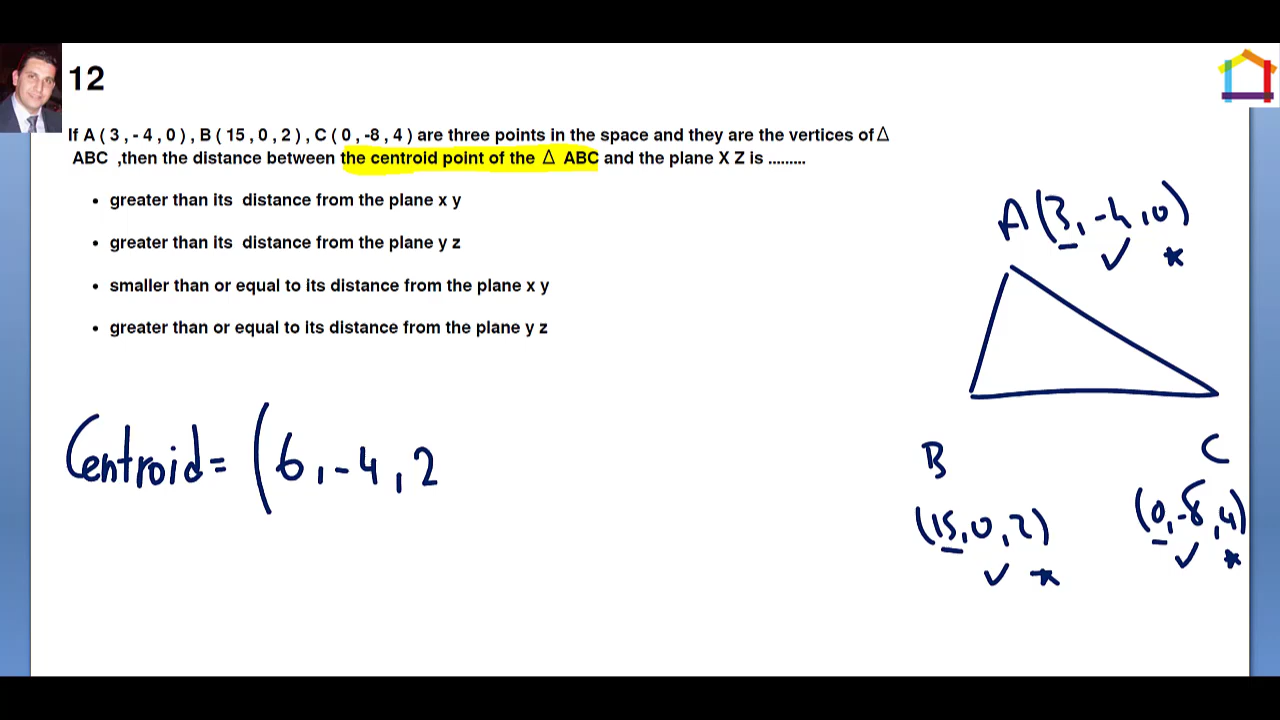 12
If A ( 3 , - 4 , 0 ) , B ( 15 , 0 , 2 ) , C ( 0 , -8 , 4 ) are three points in the space and they are the vertices of Δ
ABC ,then the distance between the centroid point of the Δ ABC and the plane X Z is .........
• greater than its distance from the plane x y
• greater than its distance from the plane y z
• smaller than or equal to its distance from the plane x y
• greater than or equal to its distance from the plane y z
A (3, -4, 0)
Centroid = (6, -4, 2
B
C
(15, 0, 2)
(0, -8, 4)